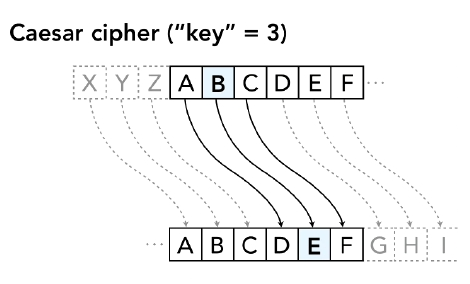 Caesar cipher ("key" = 3)
X Y Z A B C D E F ...
... A B C D E F G H I